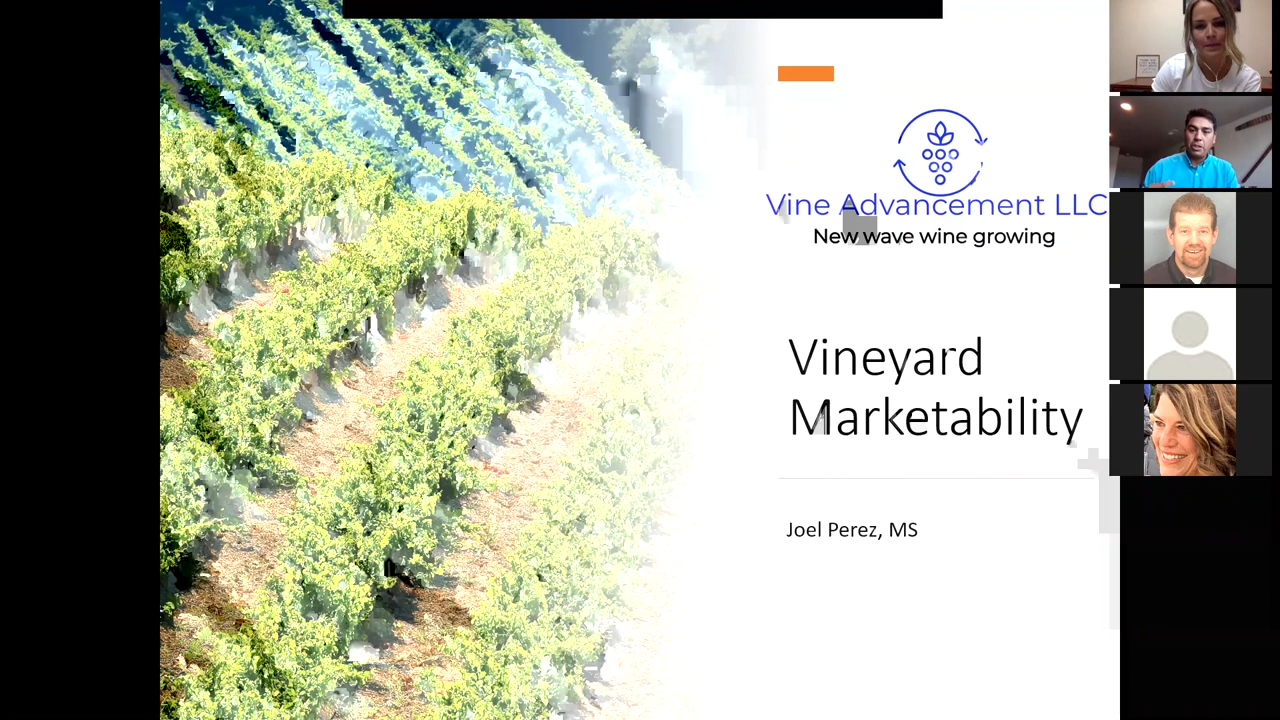 Vine Advancement LLC
New wave wine growing
Vineyard
Marketability
Joel Perez, MS